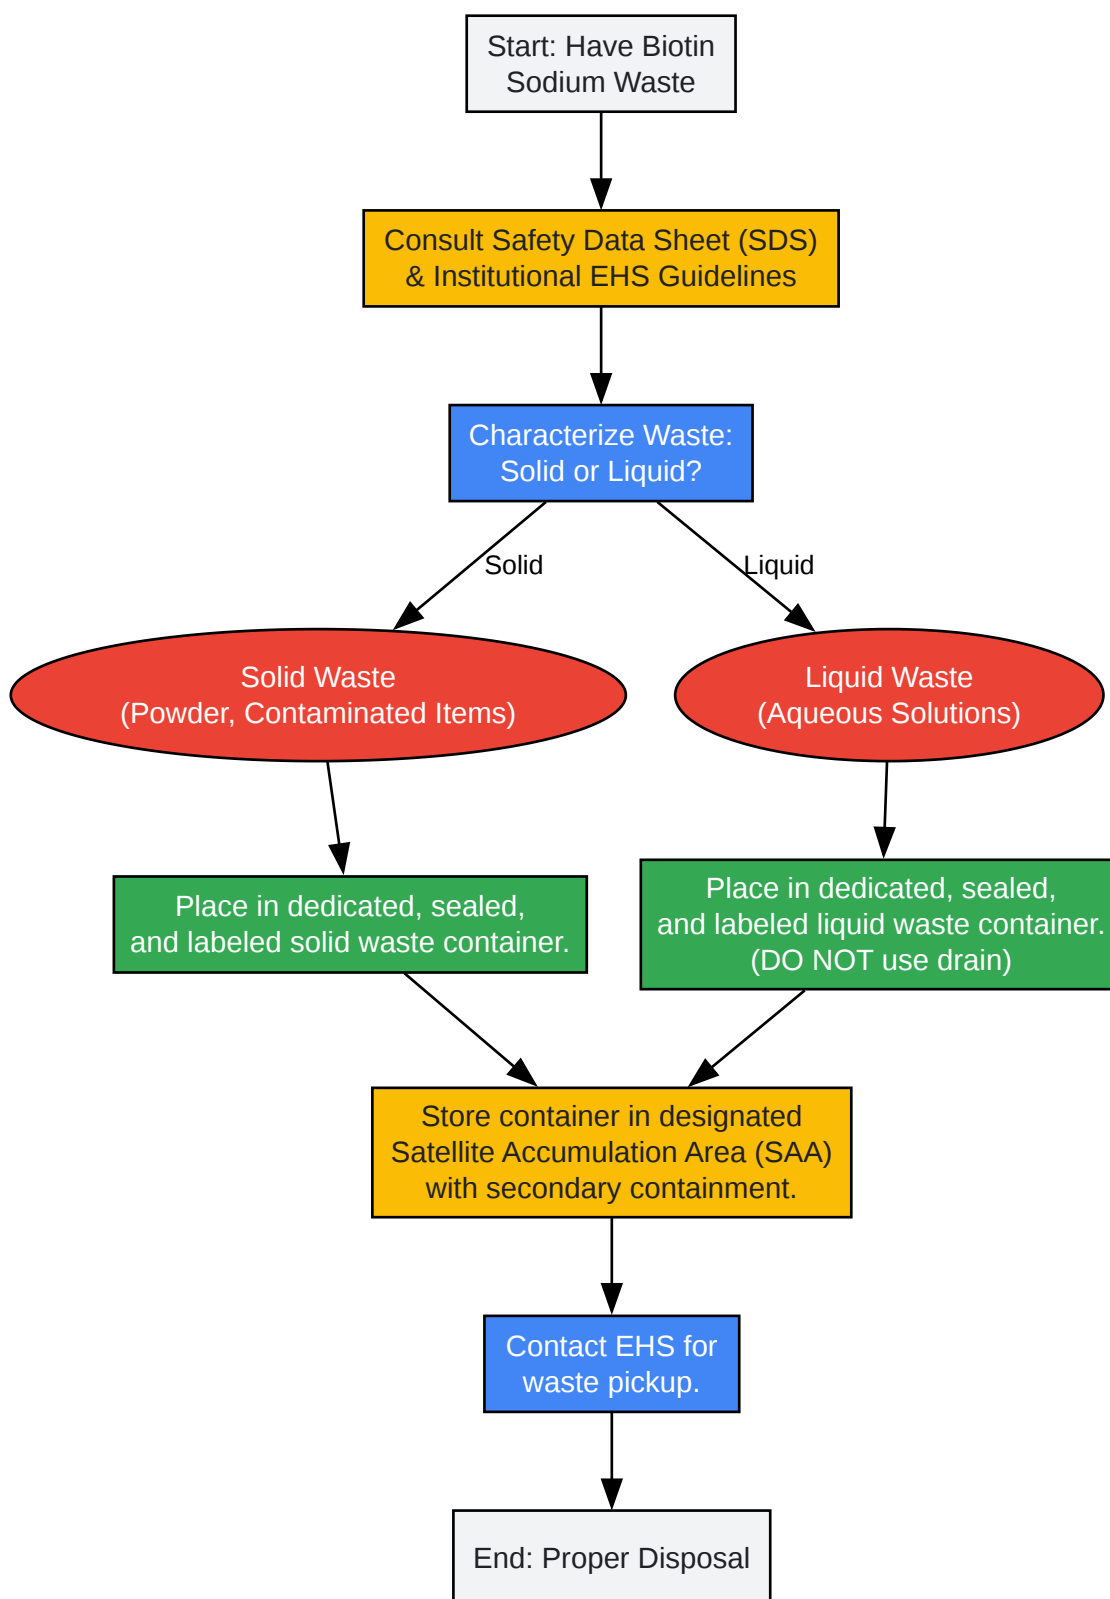 Start: Have Biotin
Sodium Waste
Consult Safety Data Sheet (SDS)
& Institutional EHS Guidelines
Characterize Waste:
Solid or Liquid?
Solid
Liquid
Solid Waste
(Powder, Contaminated Items)
Liquid Waste
(Aqueous Solutions)
Place in dedicated, sealed,
and labeled solid waste container.
Place in dedicated, sealed,
and labeled liquid waste container.
(DO NOT use drain)
Store container in designated
Satellite Accumulation Area (SAA)
with secondary containment.
Contact EHS for
waste pickup.
End: Proper Disposal